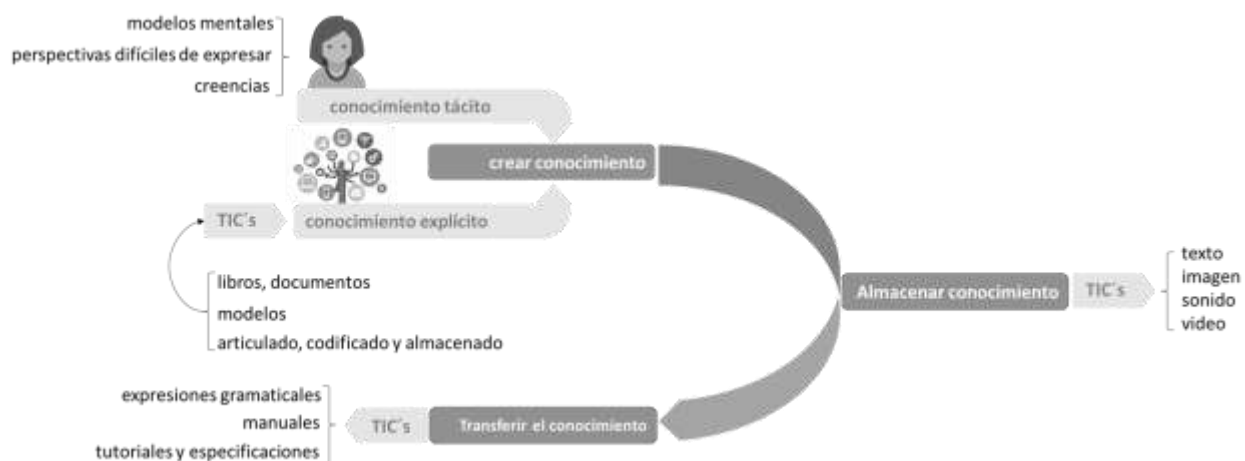 modelos mentales
perspectivas difíciles de expresar
creencias
conocimiento tácito
crear conocimiento
TIC´s
conocimiento explícito
libros, documentos
modelos
articulado, codificado y almacenado
Almacenar conocimiento
TIC´s
texto
imagen
sonido
video
expresiones gramaticales
manuales
tutoriales y especificaciones
TIC´s
Transferir el conocimiento